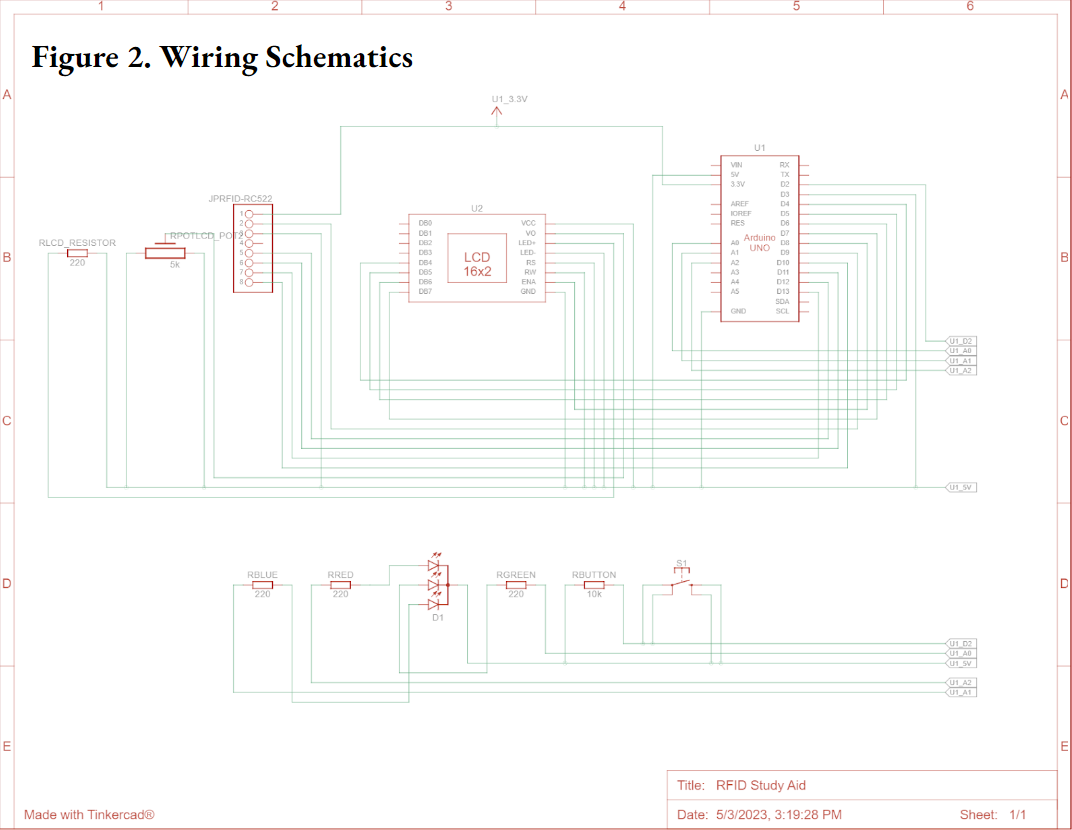 1 2 3 4 5 6
Figure 2. Wiring Schematics
A A
U1_3.3V
U1
VIN RX
5V TX
3.3V D2
D3
AREF D4
IOREF D5
RES D6
D7
A0 D8
A1 D9
A2 D10
A3 D11
A4 D12
A5 D13
SDA
GND SCL
Arduino
UNO
JPRFID-RC522
1
2
3
4
5
6
7
8
RPOTLCD_POT2
5k
RLCD_RESISTOR
220
U2
DB0 VCC
DB1 VO
DB2 LED+
DB3 LED-
DB4 RS
DB5 RW
DB6 ENA
DB7 GND
LCD
16x2
B B
U1_D2
U1_A0
U1_A1
U1_A2
C C
U1_5V
D D
RBLUE
220
RRED
220
D1
RGREEN
220
RBUTTON
10k
S1
U1_D2
U1_A0
U1_5V
U1_A2
U1_A1
E E
Title: RFID Study Aid
Made with Tinkercad®
Date: 5/3/2023, 3:19:28 PM Sheet: 1/1